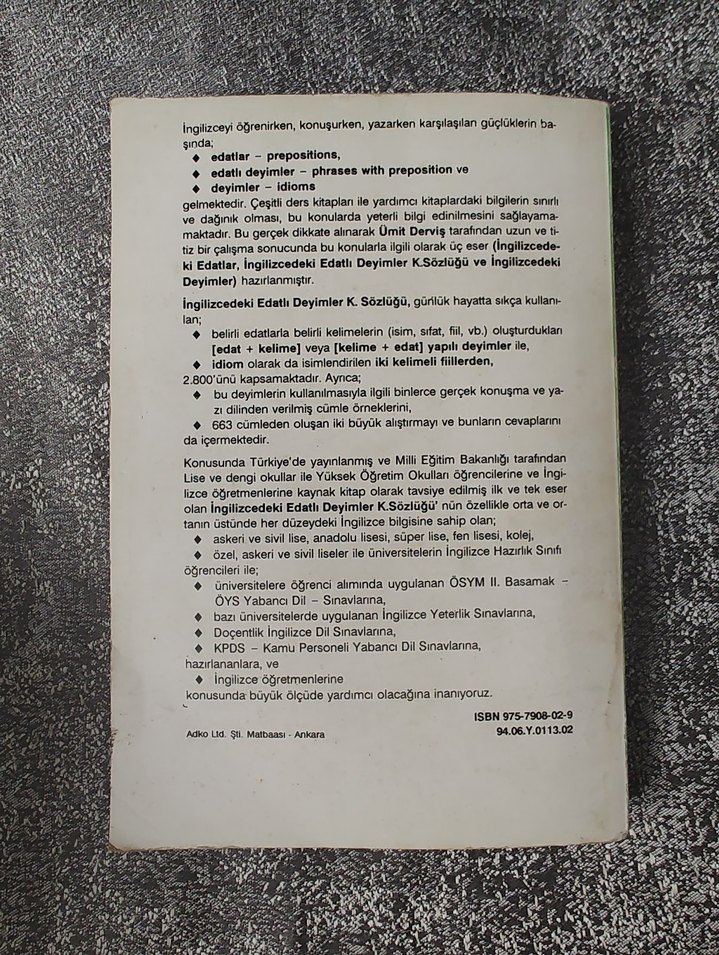 İngilizceyi öğrenirken, konuşurken, yazarken karşılaşılan güçlüklerin ba-
şında;
♦ edatlar – prepositions,
♦ edatlı deyimler – phrases with preposition ve
♦ deyimler – idioms
gelmektedir. Çeşitli ders kitapları ile yardımcı kitaplardaki bilgilerin sınırlı
ve dağınık olması, bu konularda yeterli bilgi edinilmesini sağlayama-
maktadır. Bu gerçek dikkate alınarak Ümit Derviş tarafından uzun ve ti-
tiz bir çalışma sonucunda bu konularla ilgili olarak üç eser (İngilizcede-
ki Edatlar, İngilizcedeki Edatlı Deyimler K.Sözlüğü ve İngilizcedeki
Deyimler) hazırlanmıştır.
İngilizcedeki Edatlı Deyimler K. Sözlüğü, günlük hayatta sıkça kullanı-
lan;
♦ belirli edatlarla belirli kelimelerin (isim, sıfat, fiil, vb.) oluşturdukları
[edat + kelime] veya [kelime + edat] yapılı deyimler ile,
♦ idiom olarak da isimlendirilen iki kelimeli fiillerden,
2.800'ünü kapsamaktadır. Ayrıca;
♦ bu deyimlerin kullanılmasıyla ilgili binlerce gerçek konuşma ve ya-
zı dilinden verilmiş cümle örneklerini,
♦ 663 cümleden oluşan iki büyük alıştırmayı ve bunların cevaplarını
da içermektedir.
Konusunda Türkiye'de yayınlanmış ve Milli Eğitim Bakanlığı tarafından
Lise ve dengi okullar ile Yüksek Öğretim Okulları öğrencilerine ve İngi-
lizce öğretmenlerine kaynak kitap olarak tavsiye edilmiş ilk ve tek eser
olan İngilizcedeki Edatlı Deyimler K.Sözlüğü' nün özellikle orta ve or-
tanın üstünde her düzeydeki İngilizce bilgisine sahip olan;
♦ askeri ve sivil lise, anadolu lisesi, süper lise, fen lisesi, kolej,
♦ özel, askeri ve sivil liseler ile üniversitelerin İngilizce Hazırlık Sınıfı
öğrencileri ile;
♦ üniversitelere öğrenci alımında uygulanan ÖSYM II. Basamak –
ÖYS Yabancı Dil – Sınavlarına,
♦ bazı üniversitelerde uygulanan İngilizce Yeterlik Sınavlarına,
♦ Doçentlik İngilizce Dil Sınavlarına,
♦ KPDS – Kamu Personeli Yabancı Dil Sınavlarına,
hazırlananlara, ve
♦ İngilizce öğretmenlerine
konusunda büyük ölçüde yardımcı olacağına inanıyoruz.
ISBN 975-7908-02-9
Adko Ltd. Şti. Matbaası - Ankara
94.06.Y.0113.02